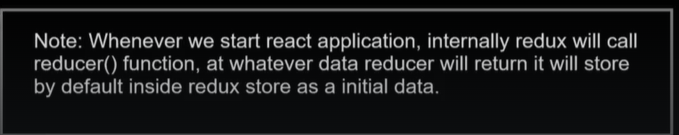 Note: Whenever we start react application, internally redux will call
reducer() function, at whatever data reducer will return it will store
by default inside redux store as a initial data.